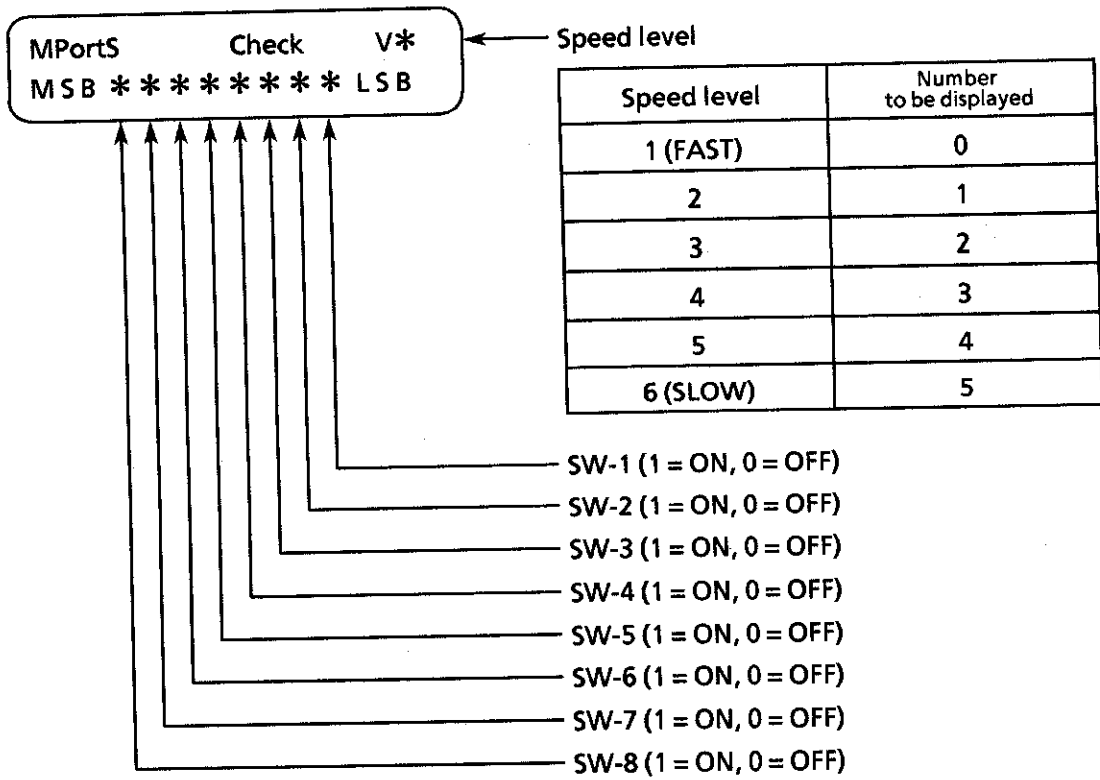 MPortS Check V*
MSB ******** LSB
Speed level
Speed level Number to be displayed
1 (FAST) 0
2 1
3 2
4 3
5 4
6 (SLOW) 5
SW-1 (1 = ON, 0 = OFF)
SW-2 (1 = ON, 0 = OFF)
SW-3 (1 = ON, 0 = OFF)
SW-4 (1 = ON, 0 = OFF)
SW-5 (1 = ON, 0 = OFF)
SW-6 (1 = ON, 0 = OFF)
SW-7 (1 = ON, 0 = OFF)
SW-8 (1 = ON, 0 = OFF)